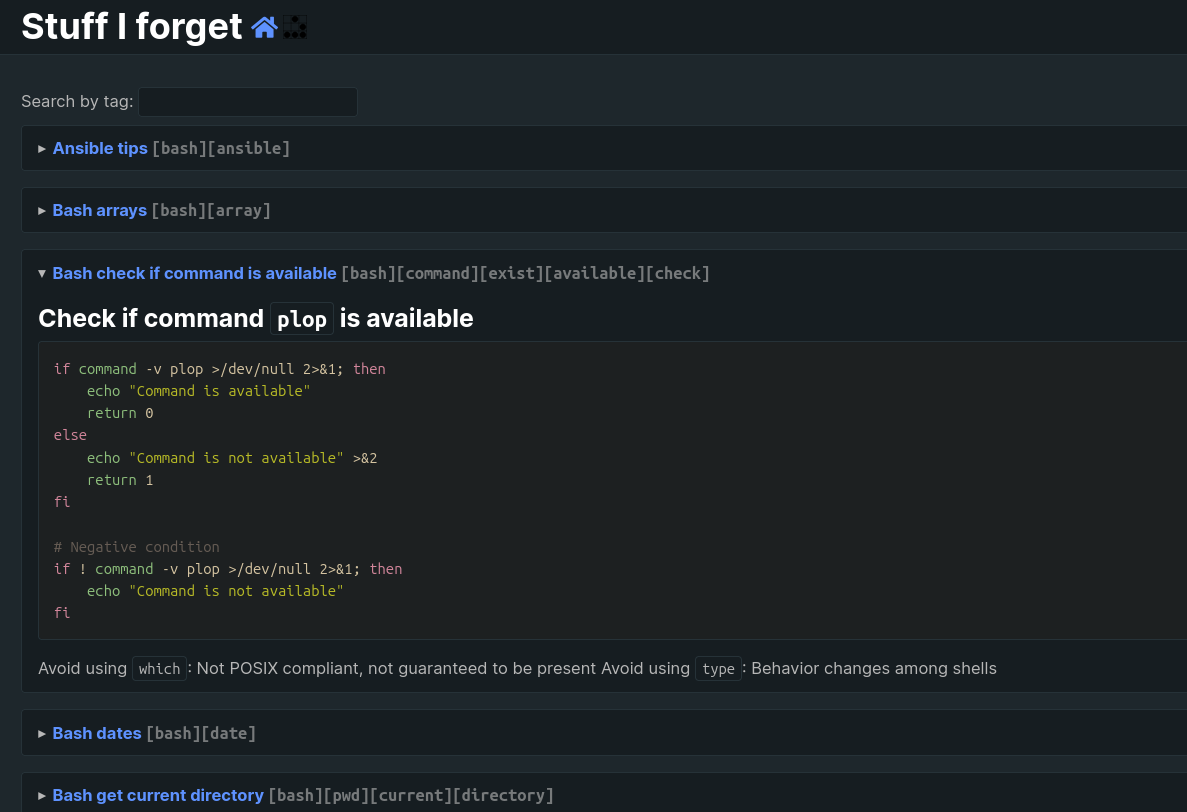 Stuff I forget
Search by tag:
▸ Ansible tips [bash][ansible]
▸ Bash arrays [bash][array]
▾ Bash check if command is available [bash][command][exist][available][check]
Check if command plop is available
if command -v plop >/dev/null 2>&1; then
    echo "Command is available"
    return 0
else
    echo "Command is not available" >&2
    return 1
fi
# Negative condition
if ! command -v plop >/dev/null 2>&1; then
    echo "Command is not available"
fi
Avoid using which: Not POSIX compliant, not guaranteed to be present Avoid using type: Behavior changes among shells
▸ Bash dates [bash][date]
▸ Bash get current directory [bash][pwd][current][directory]